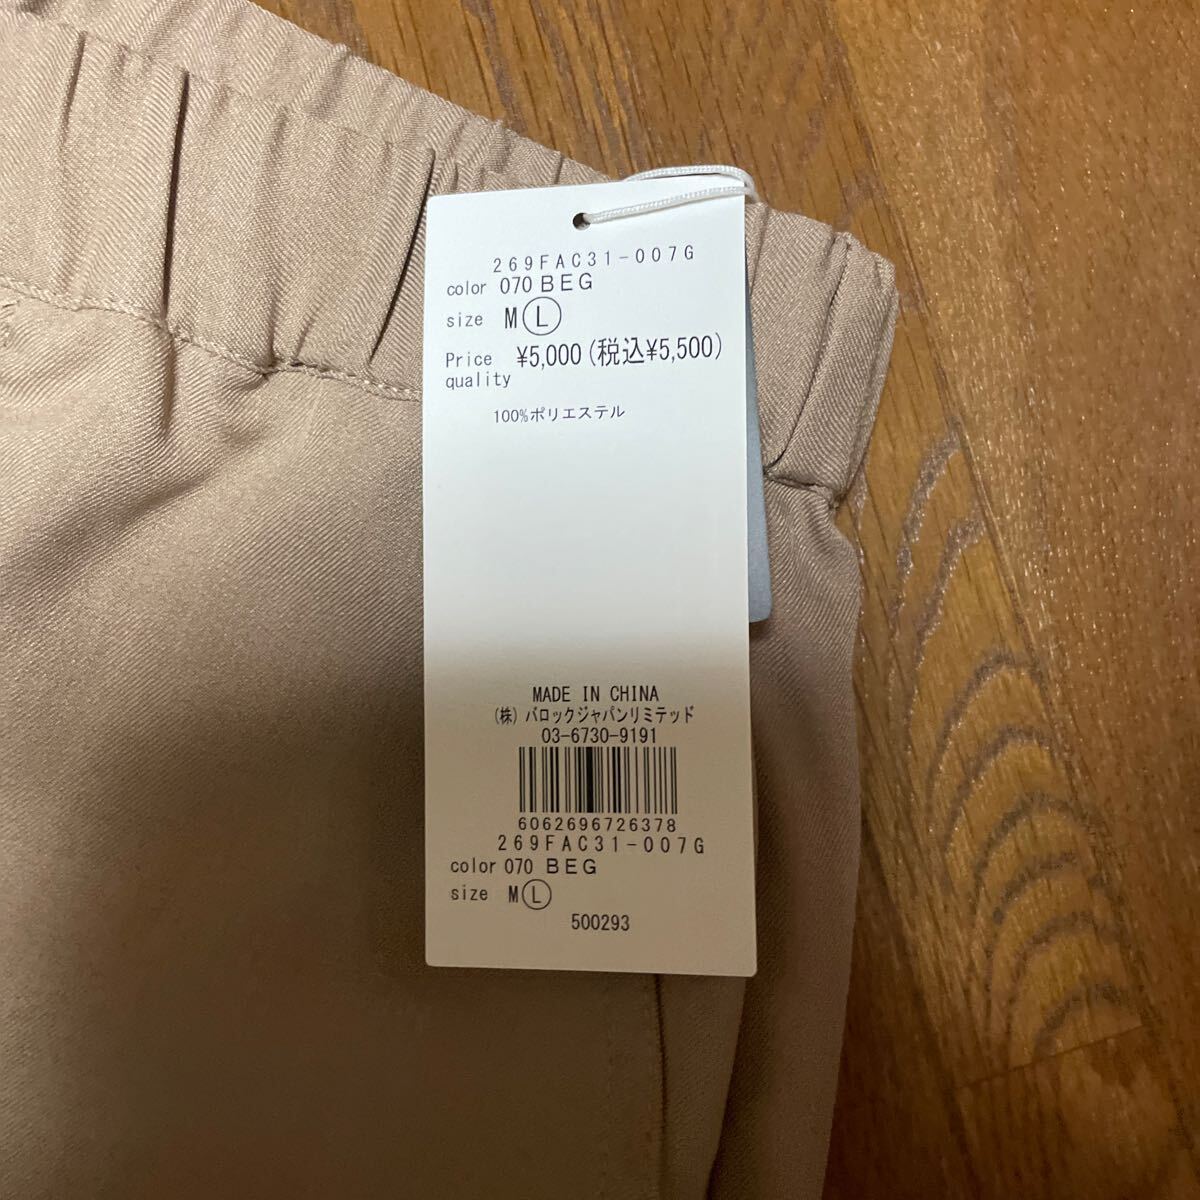 269FAC31-007G
color 070 BEG
size M L
Price ¥5,000(税込¥5,500)
quality
100%ポリエステル
MADE IN CHINA
(株)バロックジャパンリミテッド
03-6730-9191
6062696726378
269FAC31-007G
color 070 BEG
size M L
500293